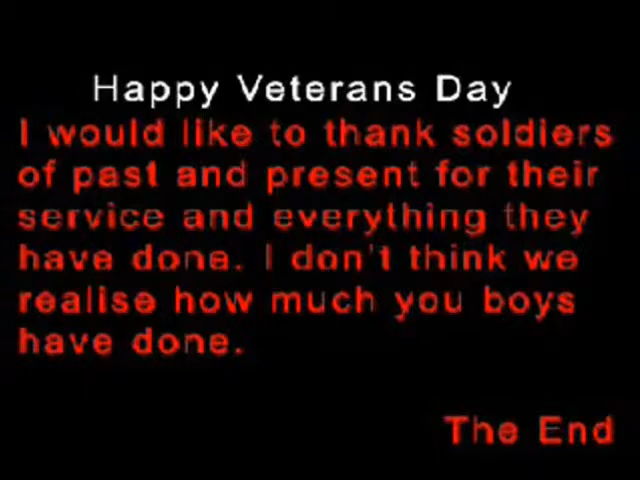 Happy Veterans Day
I would like to thank soldiers
of past and present for their
service and everything they
have done. I don't think we
realise how much you boys
have done.
The End